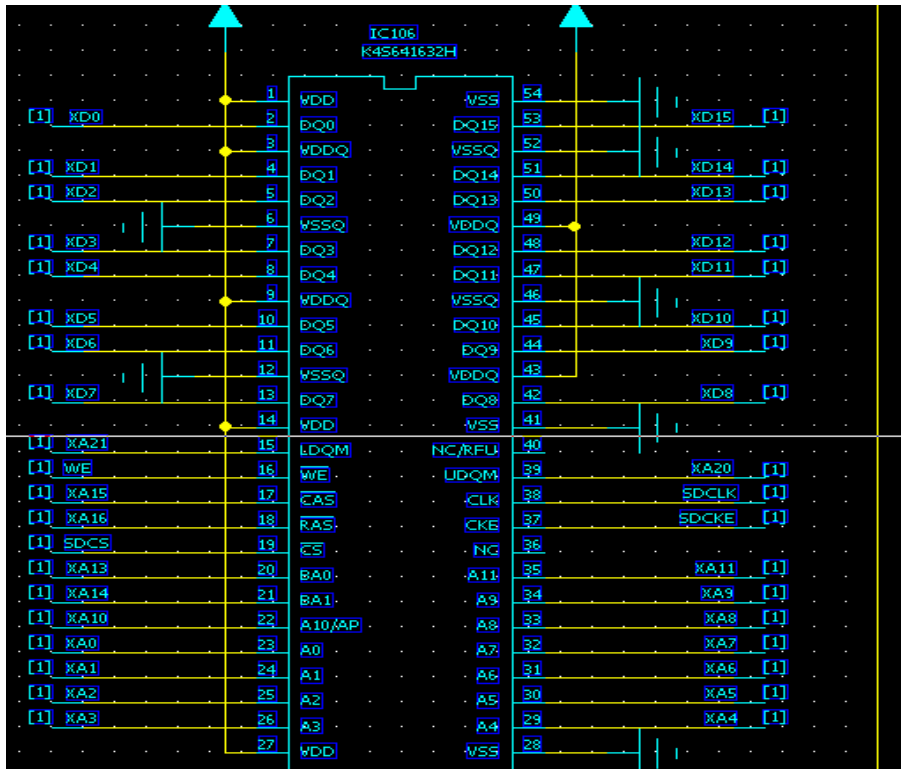 IC106
K4S641632H
1 VDD VSS 54
[1] XD0 2 DQ0 DQ15 53 XD15 [1]
3 VDDQ VSSQ 52
[1] XD1 4 DQ1 DQ14 51 XD14 [1]
[1] XD2 5 DQ2 DQ13 50 XD13 [1]
6 VSSQ VDDQ 49
[1] XD3 7 DQ3 DQ12 48 XD12 [1]
[1] XD4 8 DQ4 DQ11 47 XD11 [1]
9 VDDQ VSSQ 46
[1] XD5 10 DQ5 DQ10 45 XD10 [1]
[1] XD6 11 DQ6 DQ9 44 XD9 [1]
12 VSSQ VDDQ 43
[1] XD7 13 DQ7 DQ8 42 XD8 [1]
14 VDD VSS 41
[1] XA21 15 LDQM NC/RFU 40
[1] WE 16 WE UDQM 39 XA20 [1]
[1] XA15 17 CAS CLK 38 SDCLK [1]
[1] XA16 18 RAS CKE 37 SDCKE [1]
[1] SDCS 19 CS NC 36
[1] XA13 20 BA0 A11 35 XA11 [1]
[1] XA14 21 BA1 A9 34 XA9 [1]
[1] XA10 22 A10/AP A8 33 XA8 [1]
[1] XA0 23 A0 A7 32 XA7 [1]
[1] XA1 24 A1 A6 31 XA6 [1]
[1] XA2 25 A2 A5 30 XA5 [1]
[1] XA3 26 A3 A4 29 XA4 [1]
27 VDD VSS 28